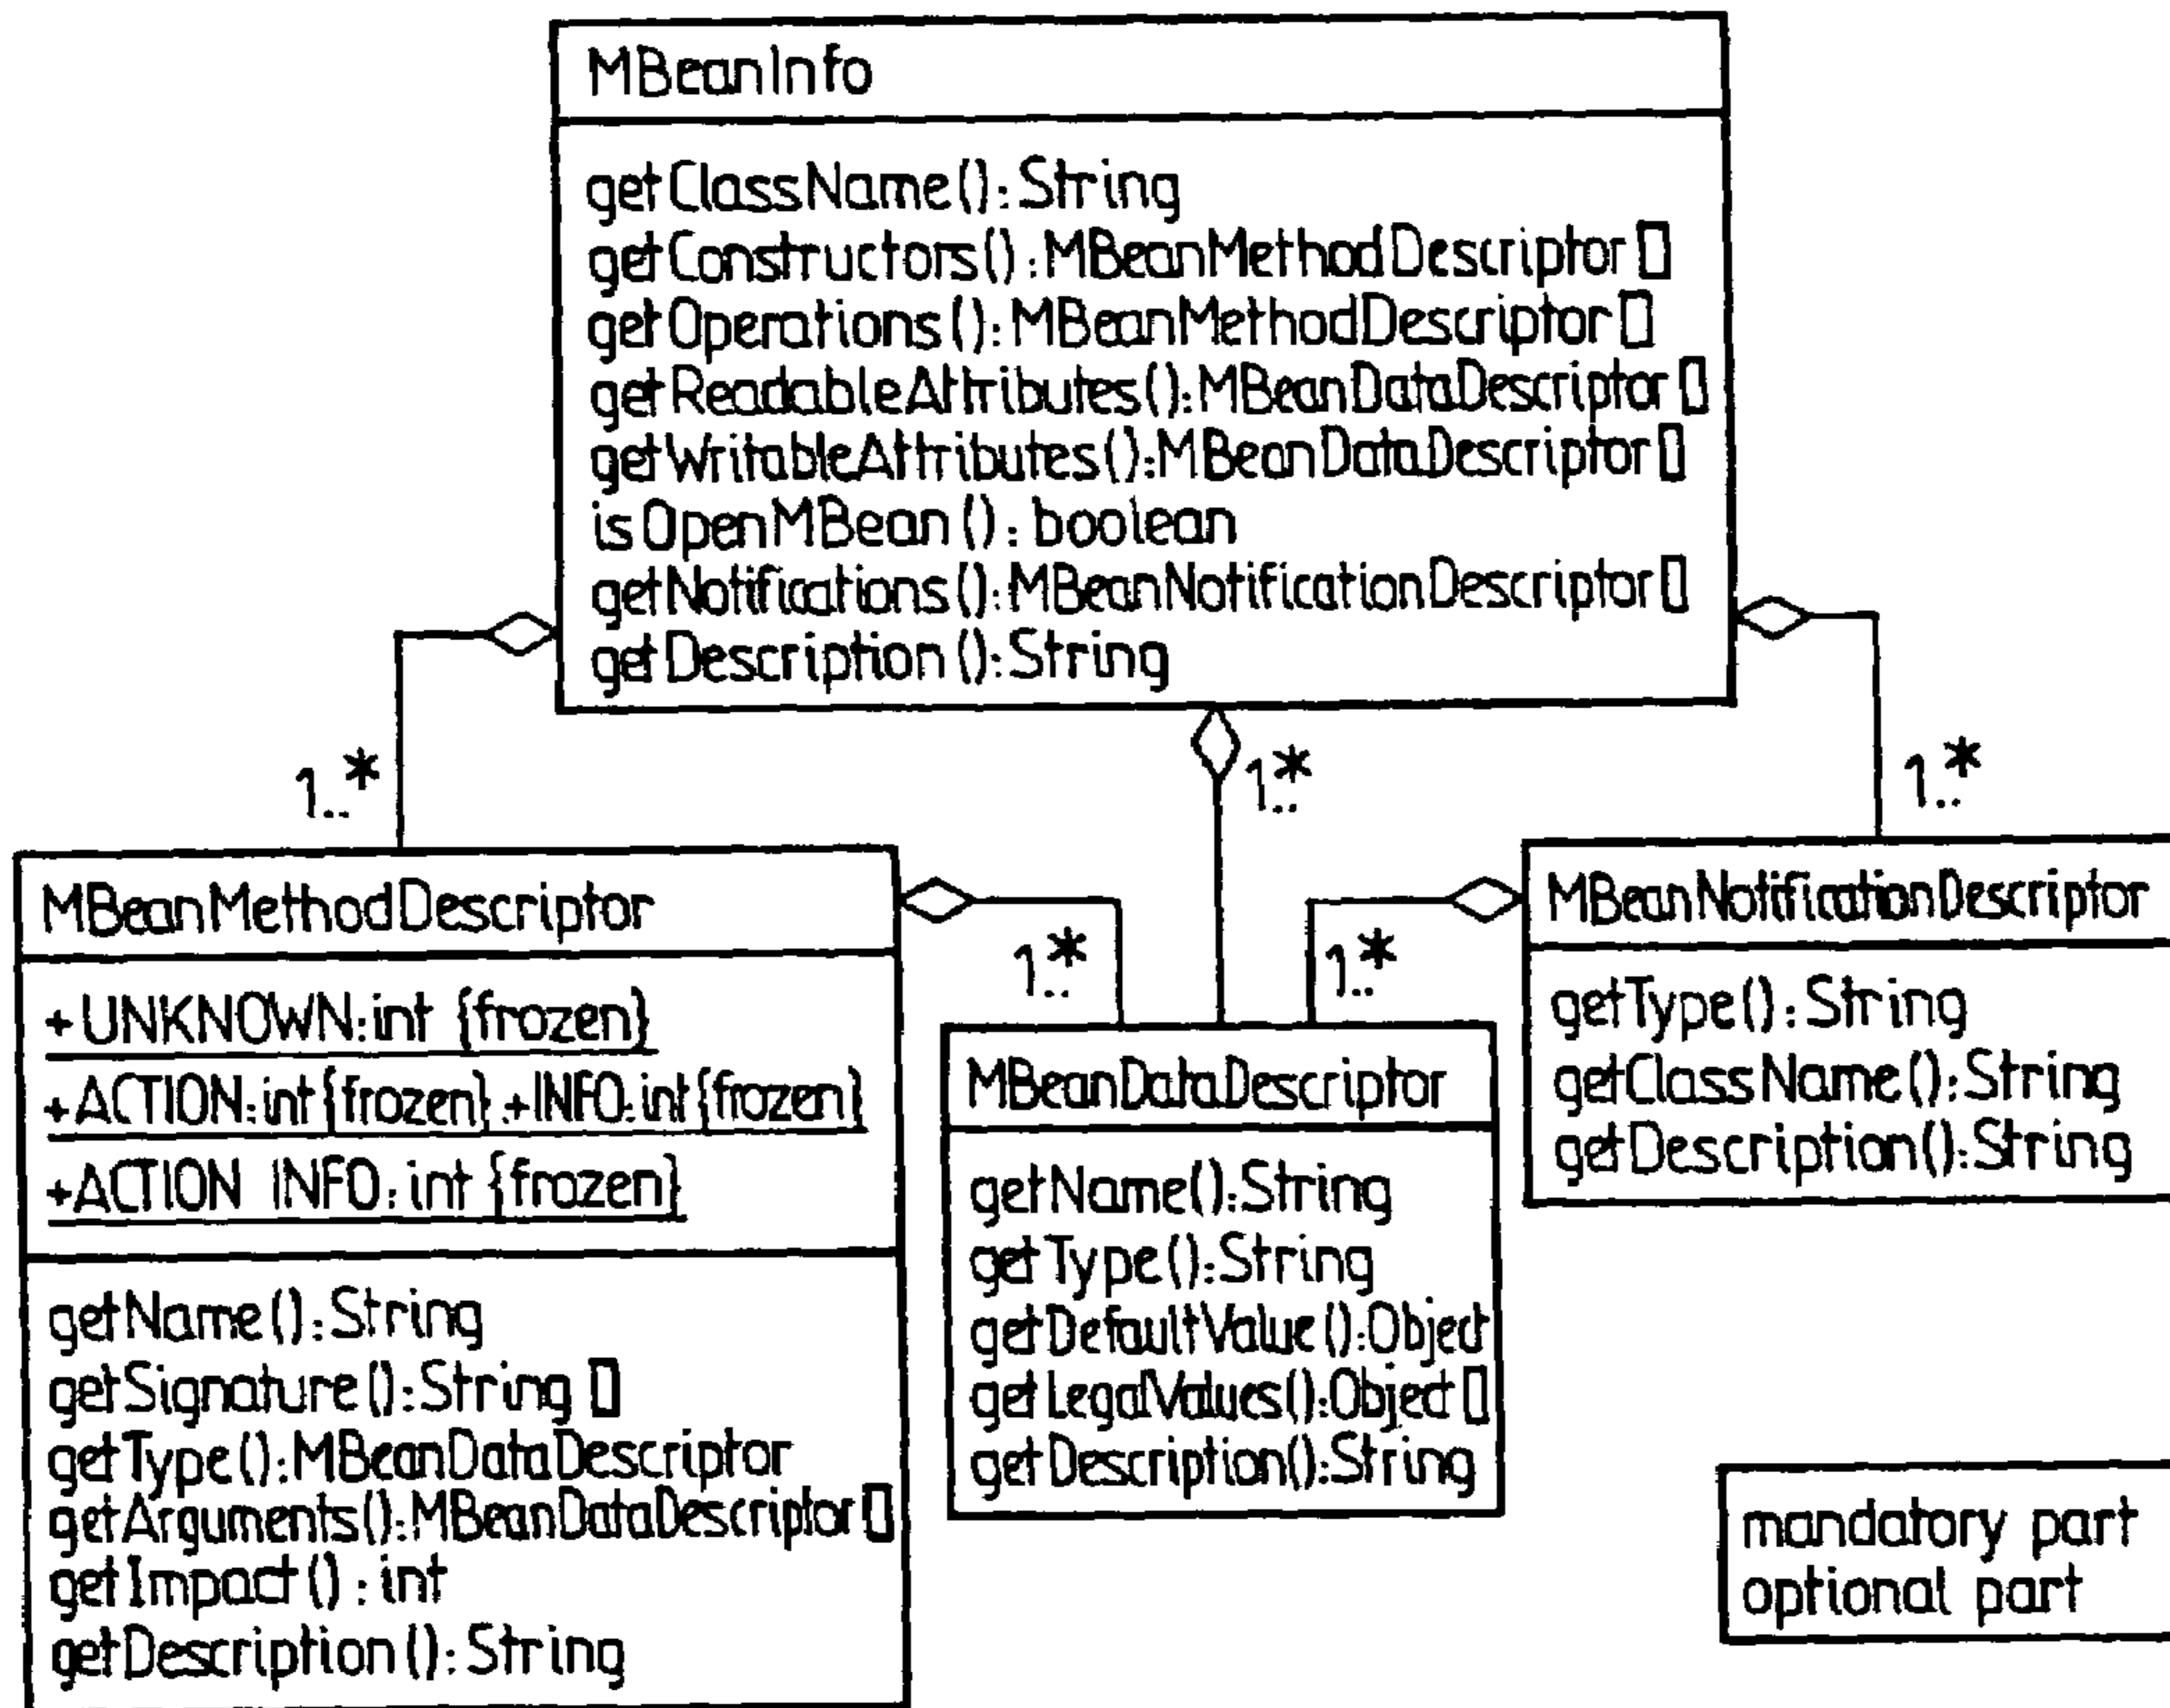 MBeanInfo
getClassName():String
getConstructors():MBeanMethodDescriptor[]
getOperations():MBeanMethodDescriptor[]
getReadableAttributes():MBeanDataDescriptor[]
getWritableAttributes():MBeanDataDescriptor[]
isOpenMBean():boolean
getNotifications():MBeanNotificationDescriptor[]
getDescription():String
1..*
1..*
1..*
MBeanMethodDescriptor
+UNKNOWN:int {frozen}
+ACTION:int{frozen}.+INFO:int{frozen}
+ACTION INFO:int {frozen}
getName():String
getSignature():String []
getType():MBeanDataDescriptor
getArguments():MBeanDataDescriptor[]
getImpact():int
getDescription():String
1..*
1..*
MBeanDataDescriptor
getName():String
getType():String
getDefaultValue():Object
getLegalValues():Object[]
getDescription():String
MBeanNotificationDescriptor
getType():String
getClassName():String
getDescription():String
mandatory part
optional part